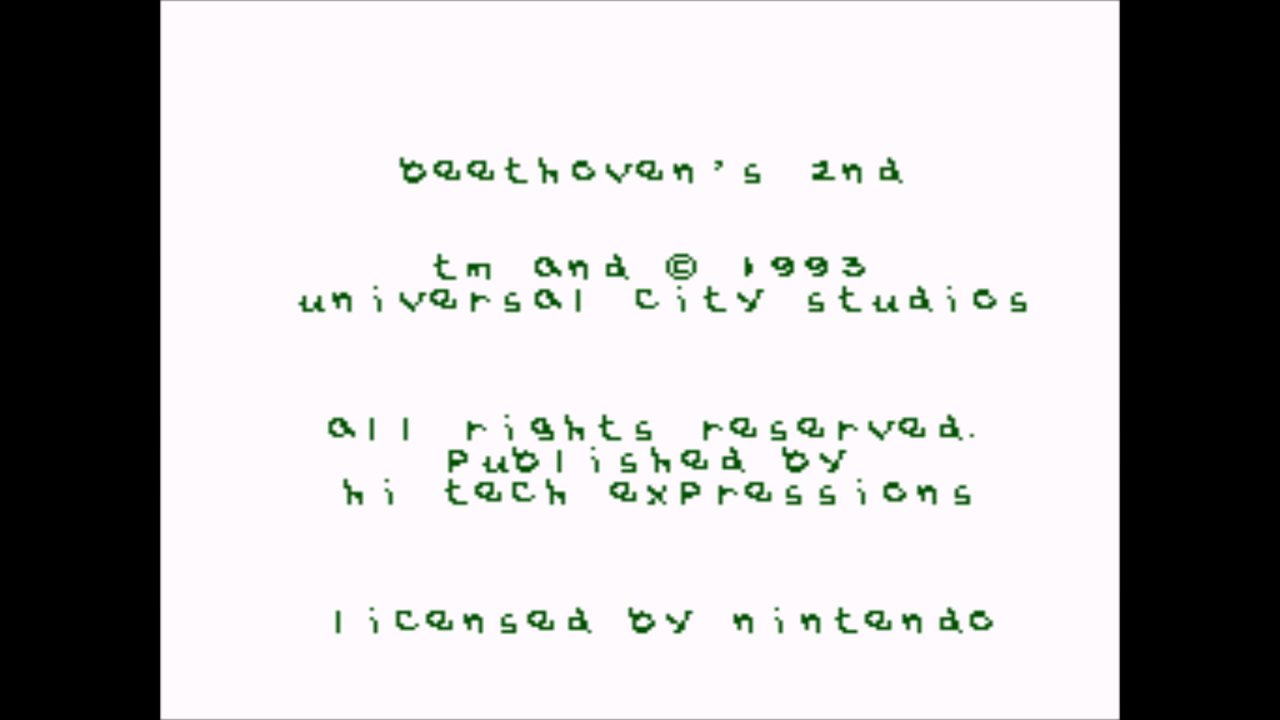 beethoven's 2nd
tm and © 1993
universal city studios
all rights reserved.
Published by
hi tech exPressions
licensed by nintendo